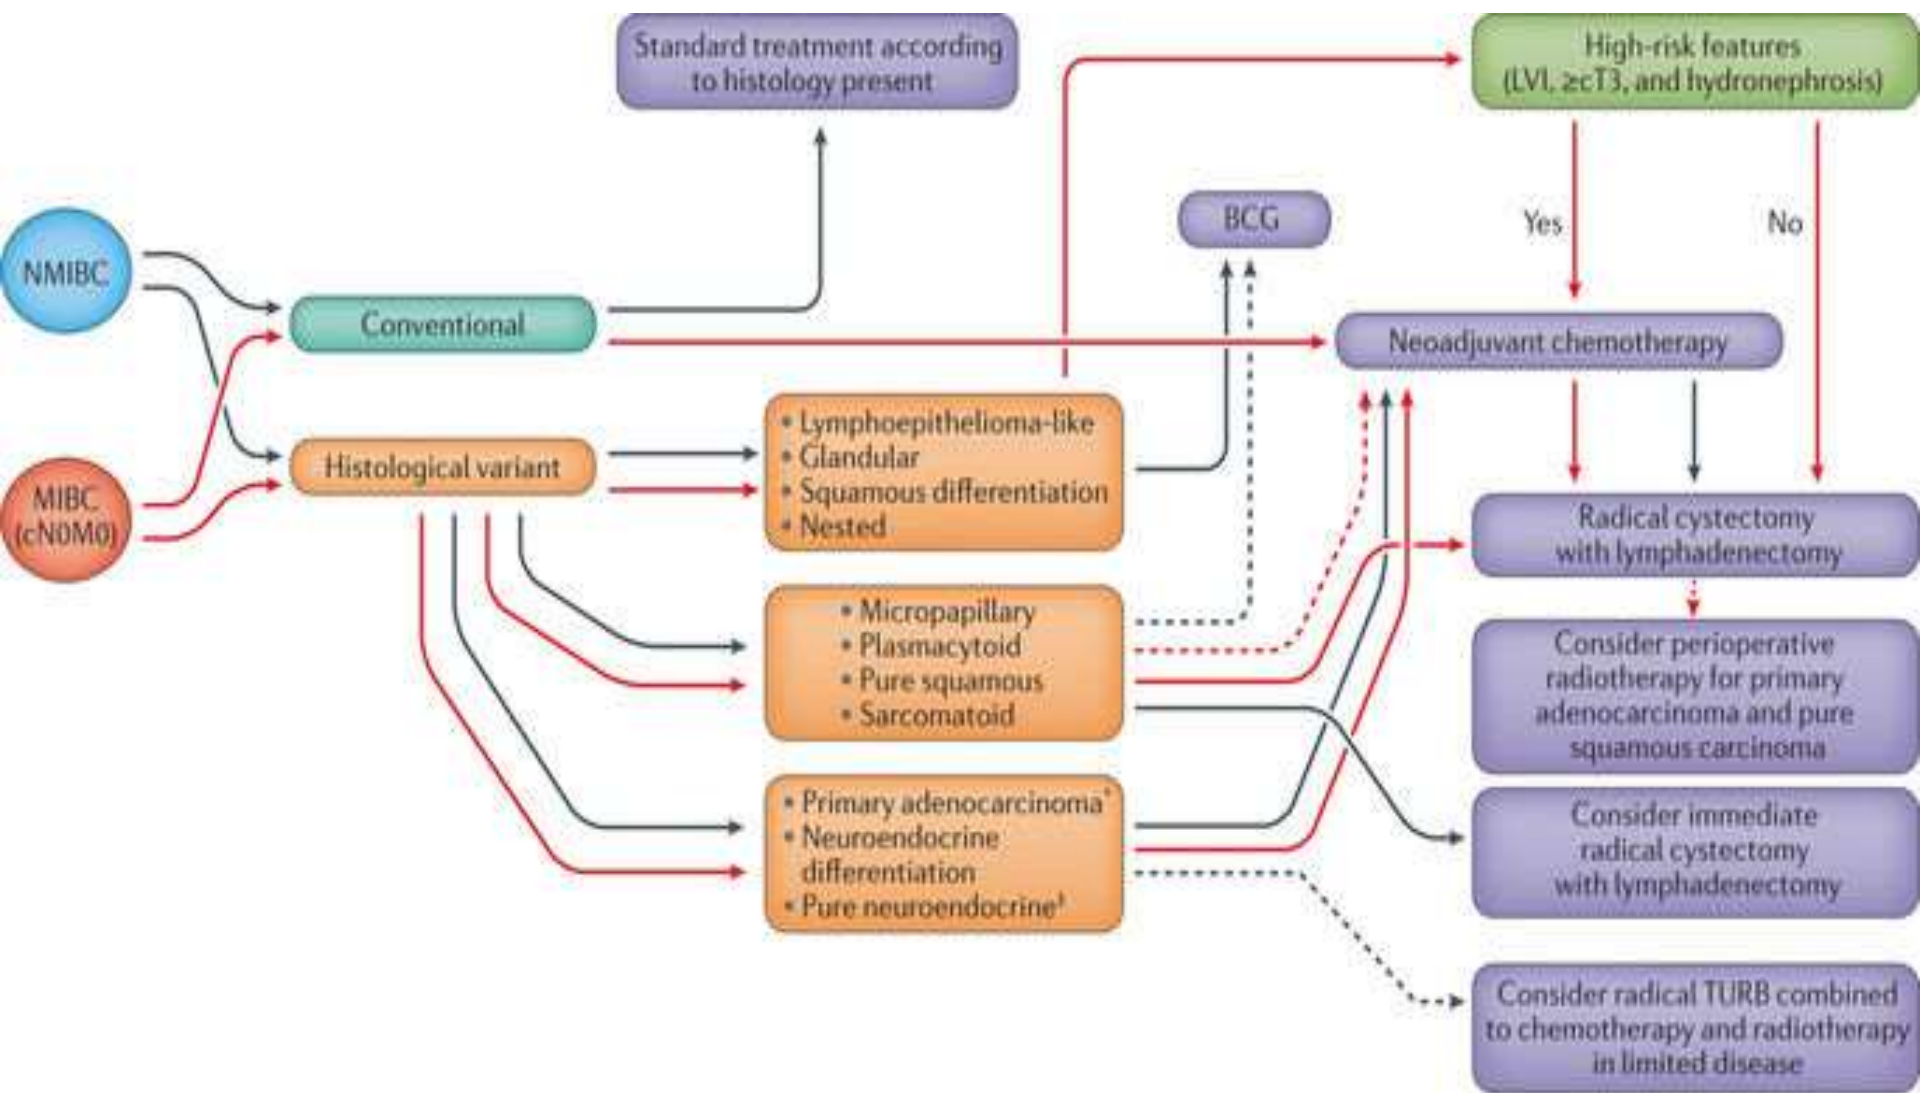 Standard treatment according
to histology present
High-risk features
(LVI, ≥cT3, and hydronephrosis)
NMIBC
BCG
Yes
No
Conventional
Neoadjuvant chemotherapy
Histological variant
MIBC
(cN0M0)
• Lymphoepithelioma-like
• Glandular
• Squamous differentiation
• Nested
Radical cystectomy
with lymphadenectomy
• Micropapillary
• Plasmacytoid
• Pure squamous
• Sarcomatoid
Consider perioperative
radiotherapy for primary
adenocarcinoma and pure
squamous carcinoma
• Primary adenocarcinoma*
• Neuroendocrine
differentiation
• Pure neuroendocrine‡
Consider immediate
radical cystectomy
with lymphadenectomy
Consider radical TURB combined
to chemotherapy and radiotherapy
in limited disease